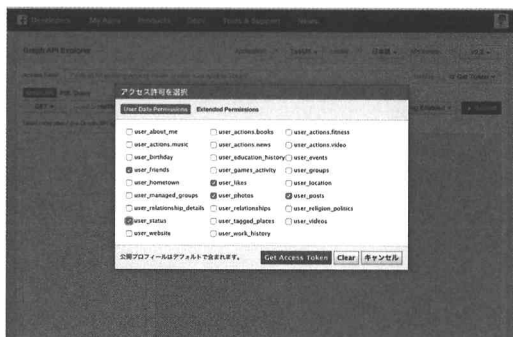 Developers My Apps Products Docs Tools & Support News
Graph API Explorer
Get Token
アクセス許可を選択
User Data Permissions Extended Permissions
user_about_me user_actions.books user_actions.fitness
user_actions.music user_actions.news user_actions.video
user_birthday user_education_history user_events
user_friends user_games_activity user_groups
user_hometown user_likes user_location
user_managed_groups user_photos user_posts
user_relationship_details user_relationships user_religion_politics
user_status user_tagged_places user_videos
user_website user_work_history
公開プロフィールはデフォルトで含まれます。 Get Access Token Clear キャンセル